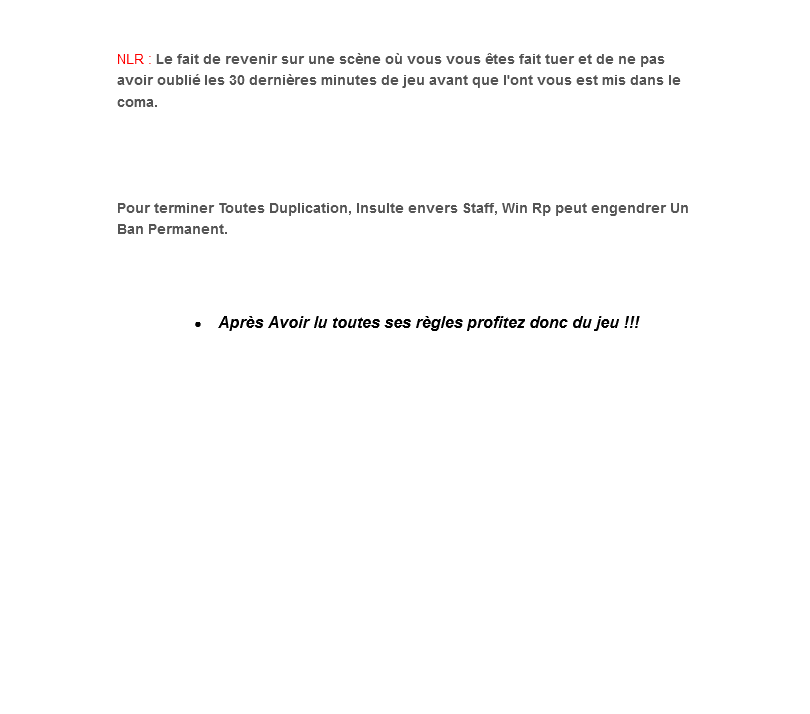 NLR : Le fait de revenir sur une scène où vous vous êtes fait tuer et de ne pas
avoir oublié les 30 dernières minutes de jeu avant que l'ont vous est mis dans le
coma.
Pour terminer Toutes Duplication, Insulte envers Staff, Win Rp peut engendrer Un
Ban Permanent.
• Après Avoir lu toutes ses règles profitez donc du jeu !!!